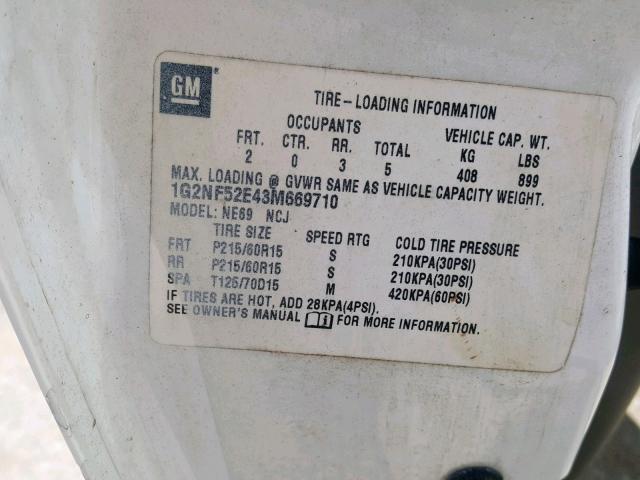 GM
TIRE-LOADING INFORMATION
OCCUPANTS VEHICLE CAP. WT.
FRT. CTR. RR. TOTAL KG LBS
2 0 3 5 408 899
MAX. LOADING @ GVWR SAME AS VEHICLE CAPACITY WEIGHT.
1G2NF52E43M669710
MODEL: NE69 NCJ
TIRE SIZE SPEED RTG COLD TIRE PRESSURE
FRT P215/60R15 S 210KPA(30PSI)
RR P215/60R15 S 210KPA(30PSI)
SPA T125/70D15 M 420KPA(60PSI)
IF TIRES ARE HOT, ADD 28KPA(4PSI).
SEE OWNER'S MANUAL FOR MORE INFORMATION.